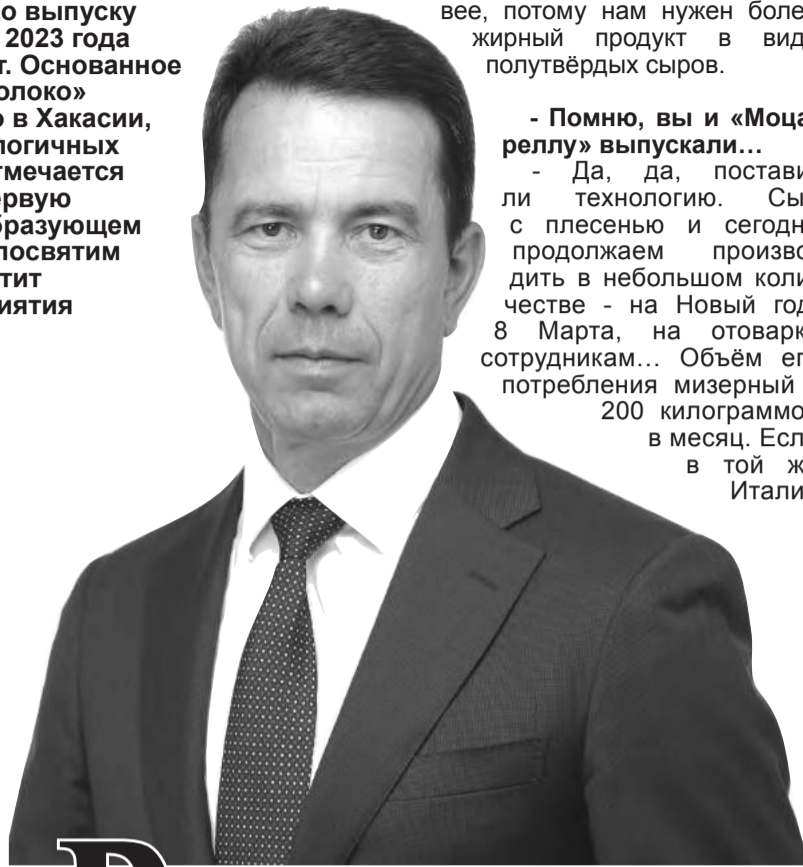 о выпуску
2023 года
т. Основанное
олоко»
о в Хакасии,
логичных
тмечается
рвую
бразующем
посвятим
тит
иятия
вее, потому нам нужен боле
жирный продукт в вид
полутвёрдых сыров.
- Помню, вы и «Моца
реллу» выпускали…
- Да, да, постави
ли технологию. Сы
с плесенью и сегодн
продолжаем произво
дить в небольшом коли
честве - на Новый год
8 Марта, на отоварк
сотрудникам… Объём ег
потребления мизерный
200 килограммо
в месяц. Есл
в той ж
Итали